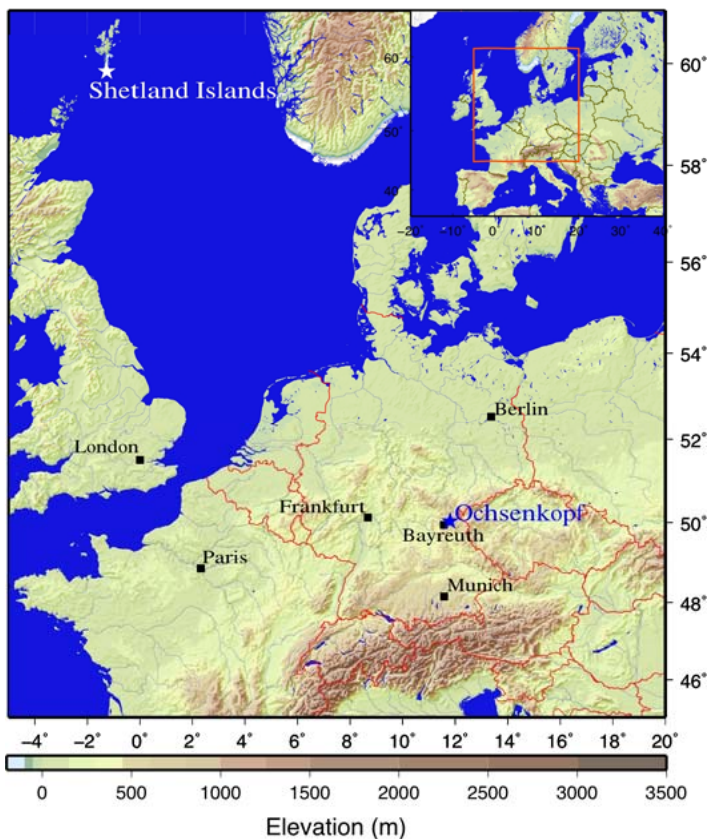 Shetland Islands
60˚
50˚
40˚
−20˚ −10˚ 0˚ 10˚ 20˚ 30˚ 40˚
60˚
58˚
56˚
54˚
52˚
50˚
48˚
46˚
Berlin
London
Frankfurt
Ochsenkopf
Bayreuth
Paris
Munich
−4˚ −2˚ 0˚ 2˚ 4˚ 6˚ 8˚ 10˚ 12˚ 14˚ 16˚ 18˚ 20˚
0 500 1000 1500 2000 2500 3000 3500
Elevation (m)